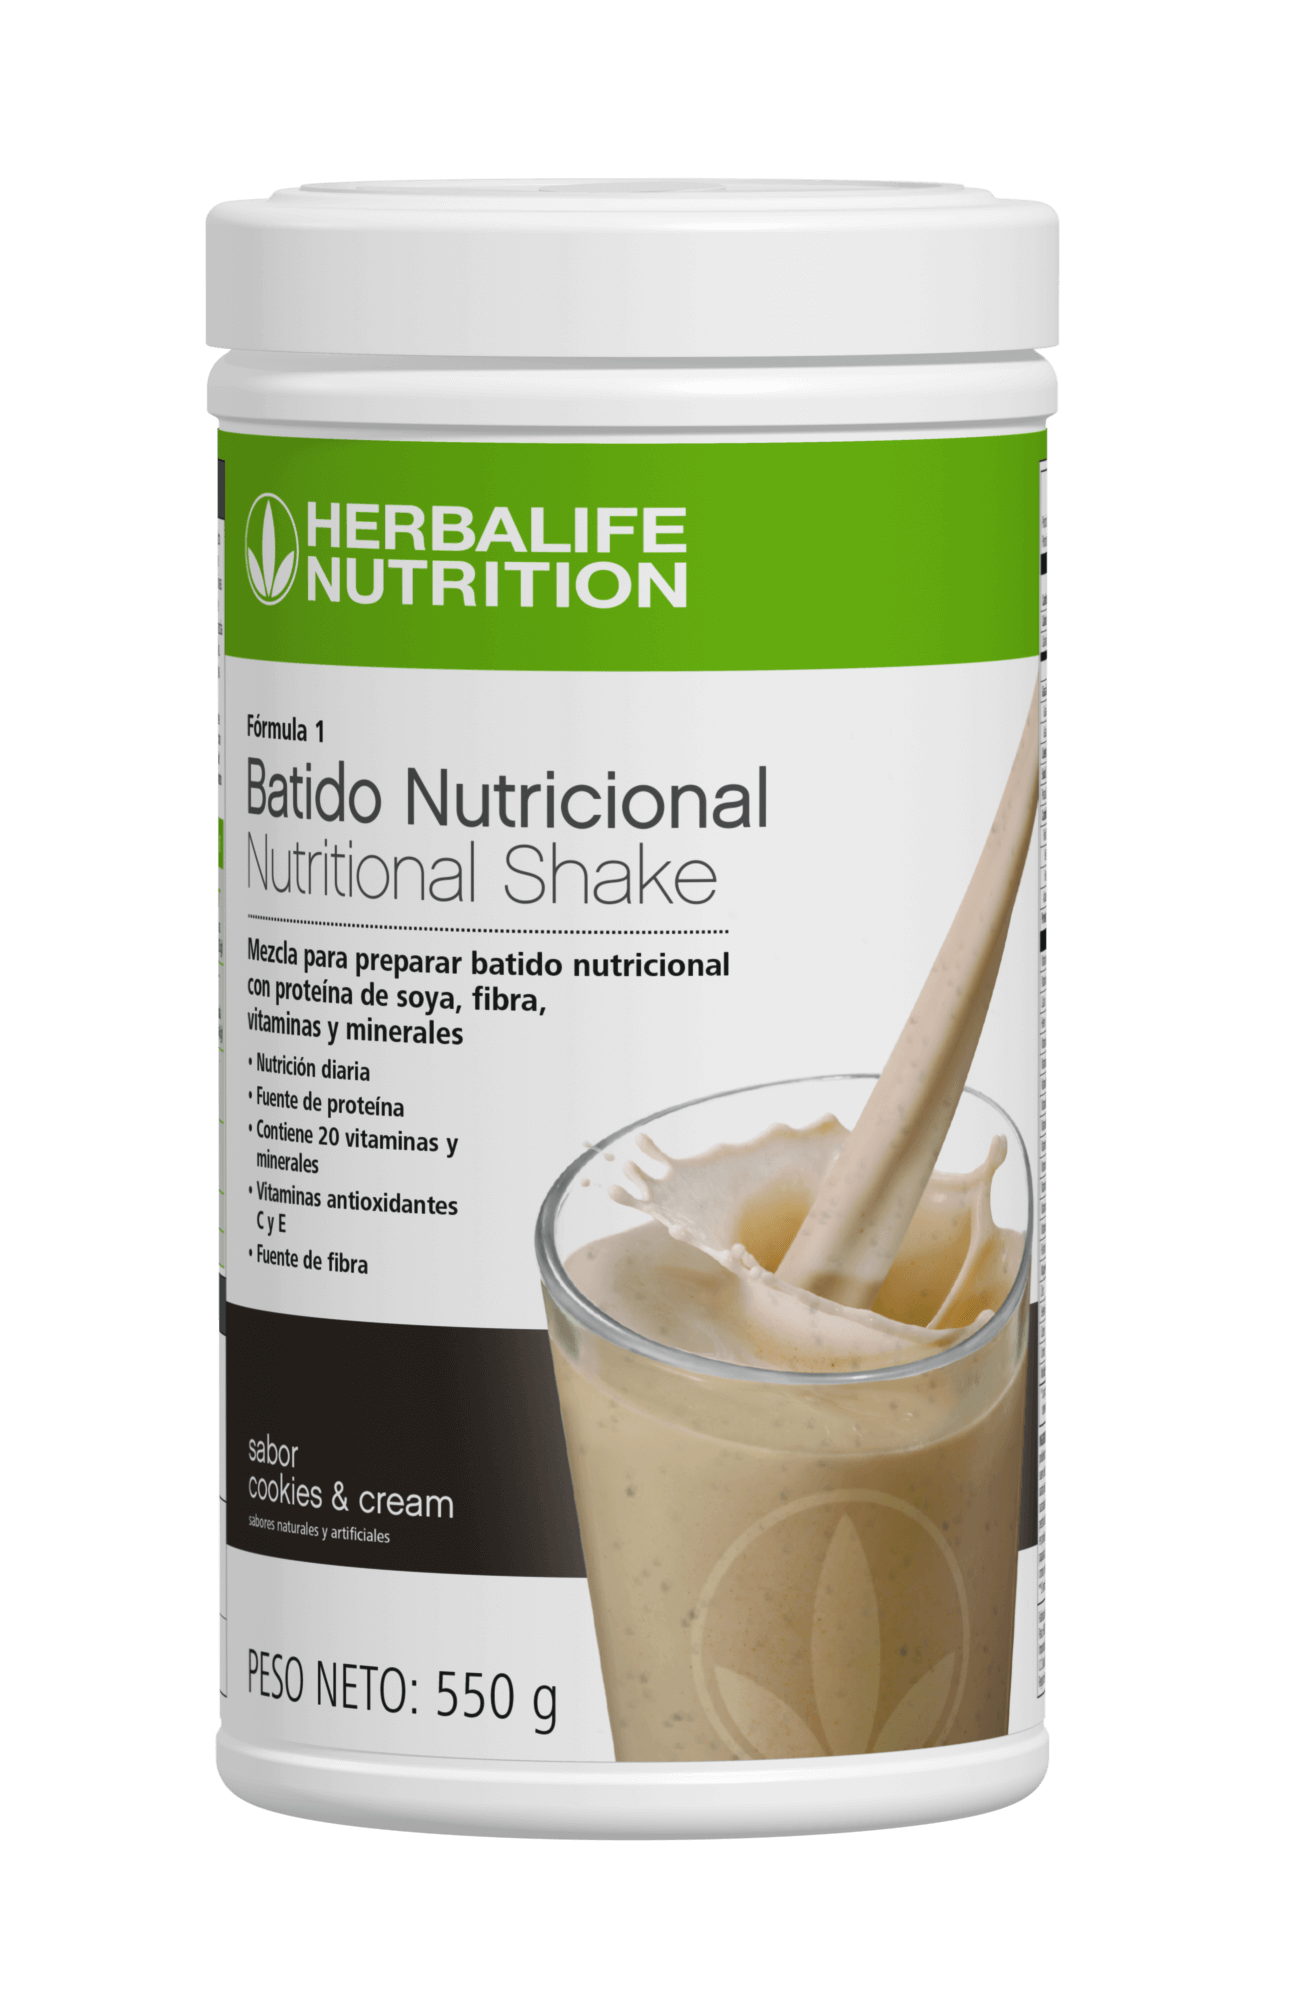 HERBALIFE
NUTRITION
Fórmula 1
Batido Nutricional
Nutritional Shake
Mezcla para preparar batido nutricional
con proteína de soya, fibra,
vitaminas y minerales
• Nutrición diaria
• Fuente de proteína
• Contiene 20 vitaminas y
minerales
• Vitaminas antioxidantes
C y E
• Fuente de fibra
sabor
cookies & cream
sabores naturales y artificiales
PESO NETO: 550 g